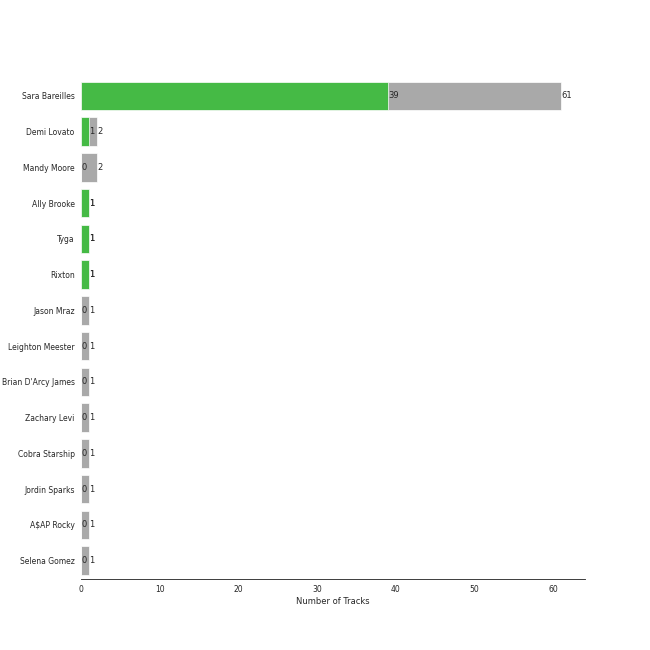 Sara Bareilles 39 61
Demi Lovato 1 2
Mandy Moore 0 2
Ally Brooke 1
Tyga 1
Rixton 1
Jason Mraz 0 1
Leighton Meester 0 1
Brian D'Arcy James 0 1
Zachary Levi 0 1
Cobra Starship 0 1
Jordin Sparks 0 1
A$AP Rocky 0 1
Selena Gomez 0 1
0 10 20 30 40 50 60
Number of Tracks